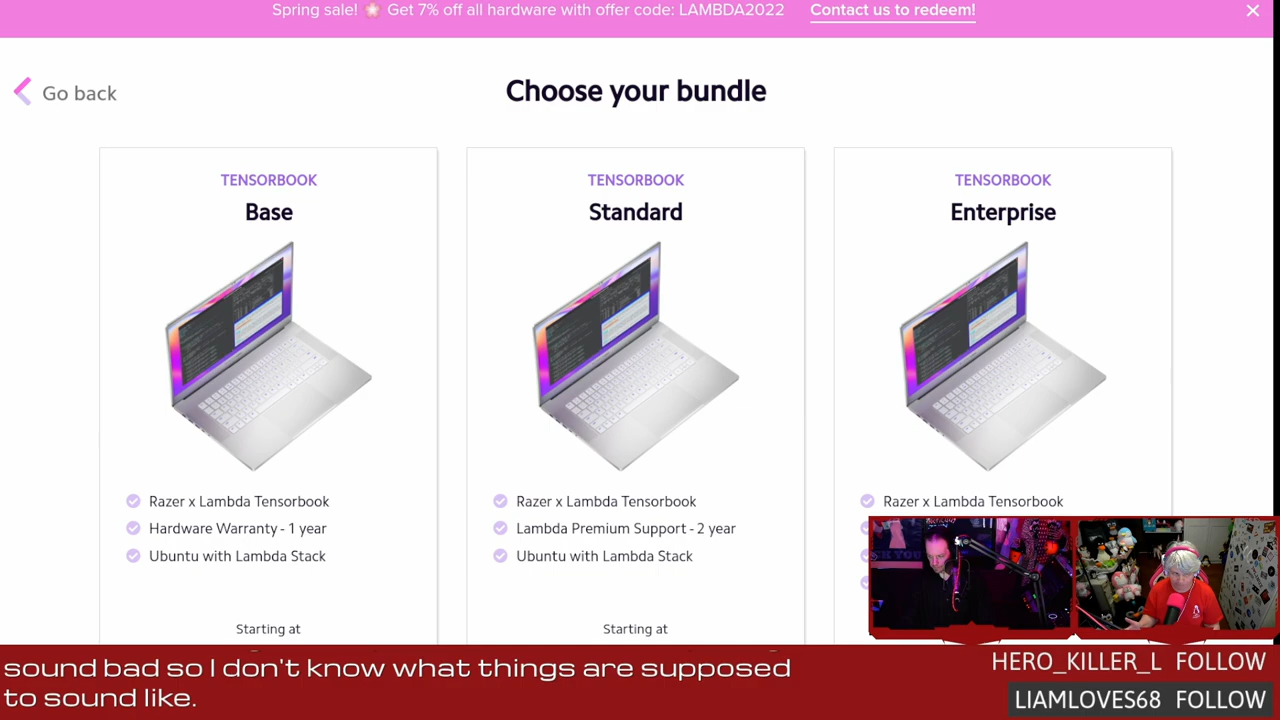 Spring sale! 🌸 Get 7% off all hardware with offer code: LAMBDA2022 Contact us to redeem!
Go back
Choose your bundle
TENSORBOOK
Base
Razer x Lambda Tensorbook
Hardware Warranty - 1 year
Ubuntu with Lambda Stack
Starting at
TENSORBOOK
Standard
Razer x Lambda Tensorbook
Lambda Premium Support - 2 year
Ubuntu with Lambda Stack
Starting at
TENSORBOOK
Enterprise
Razer x Lambda Tensorbook
sound bad so I don't know what things are supposed
to sound like.
HERO_KILLER_L FOLLOW
LIAMLOVES68 FOLLOW